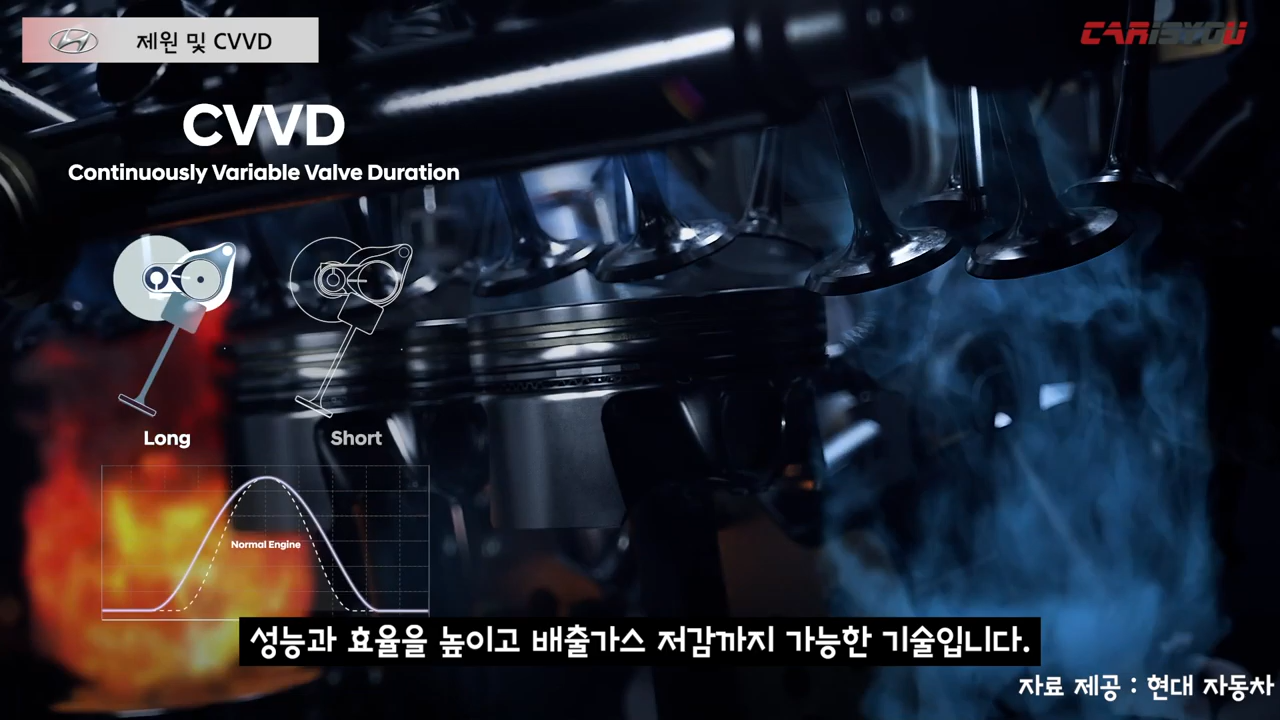 제원 및 CVVD
CARISYOU
CVVD
Continuously Variable Valve Duration
Long
Short
Normal Engine
성능과 효율을 높이고 배출가스 저감까지 가능한 기술입니다.
자료 제공 : 현대 자동차